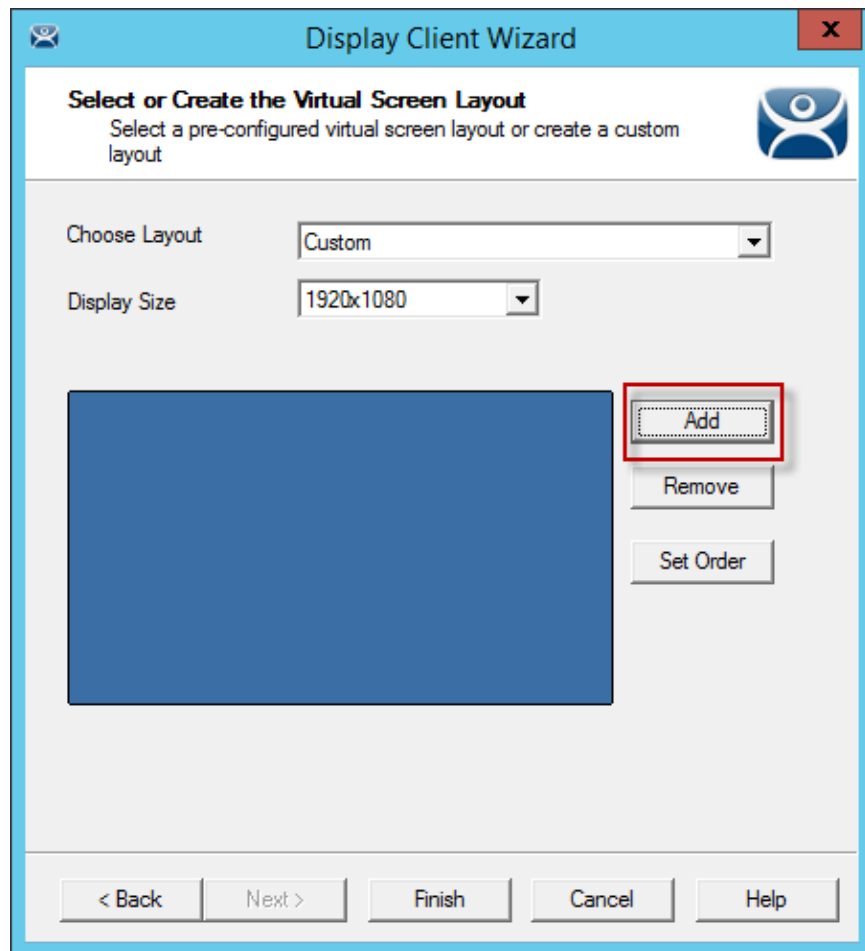 Display Client Wizard
x
Select or Create the Virtual Screen Layout
Select a pre-configured virtual screen layout or create a custom
layout
Choose Layout
Custom
Display Size
1920x1080
Add
Remove
Set Order
< Back
Next >
Finish
Cancel
Help